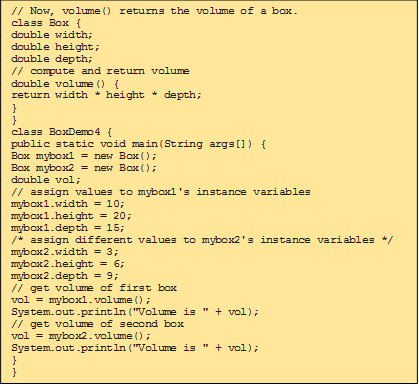 // Now, volume() returns the volume of a box.
class Box {
double width;
double height;
double depth;
// compute and return volume
double volume() {
return width * height * depth;
}
}
class BoxDemo4 {
public static void main(String args[]) {
Box mybox1 = new Box();
Box mybox2 = new Box();
double vol;
// assign values to mybox1's instance variables
mybox1.width = 10;
mybox1.height = 20;
mybox1.depth = 15;
/* assign different values to mybox2's instance variables */
mybox2.width = 3;
mybox2.height = 6;
mybox2.depth = 9;
// get volume of first box
vol = mybox1.volume();
System.out.println("Volume is " + vol);
// get volume of second box
vol = mybox2.volume();
System.out.println("Volume is " + vol);
}
}